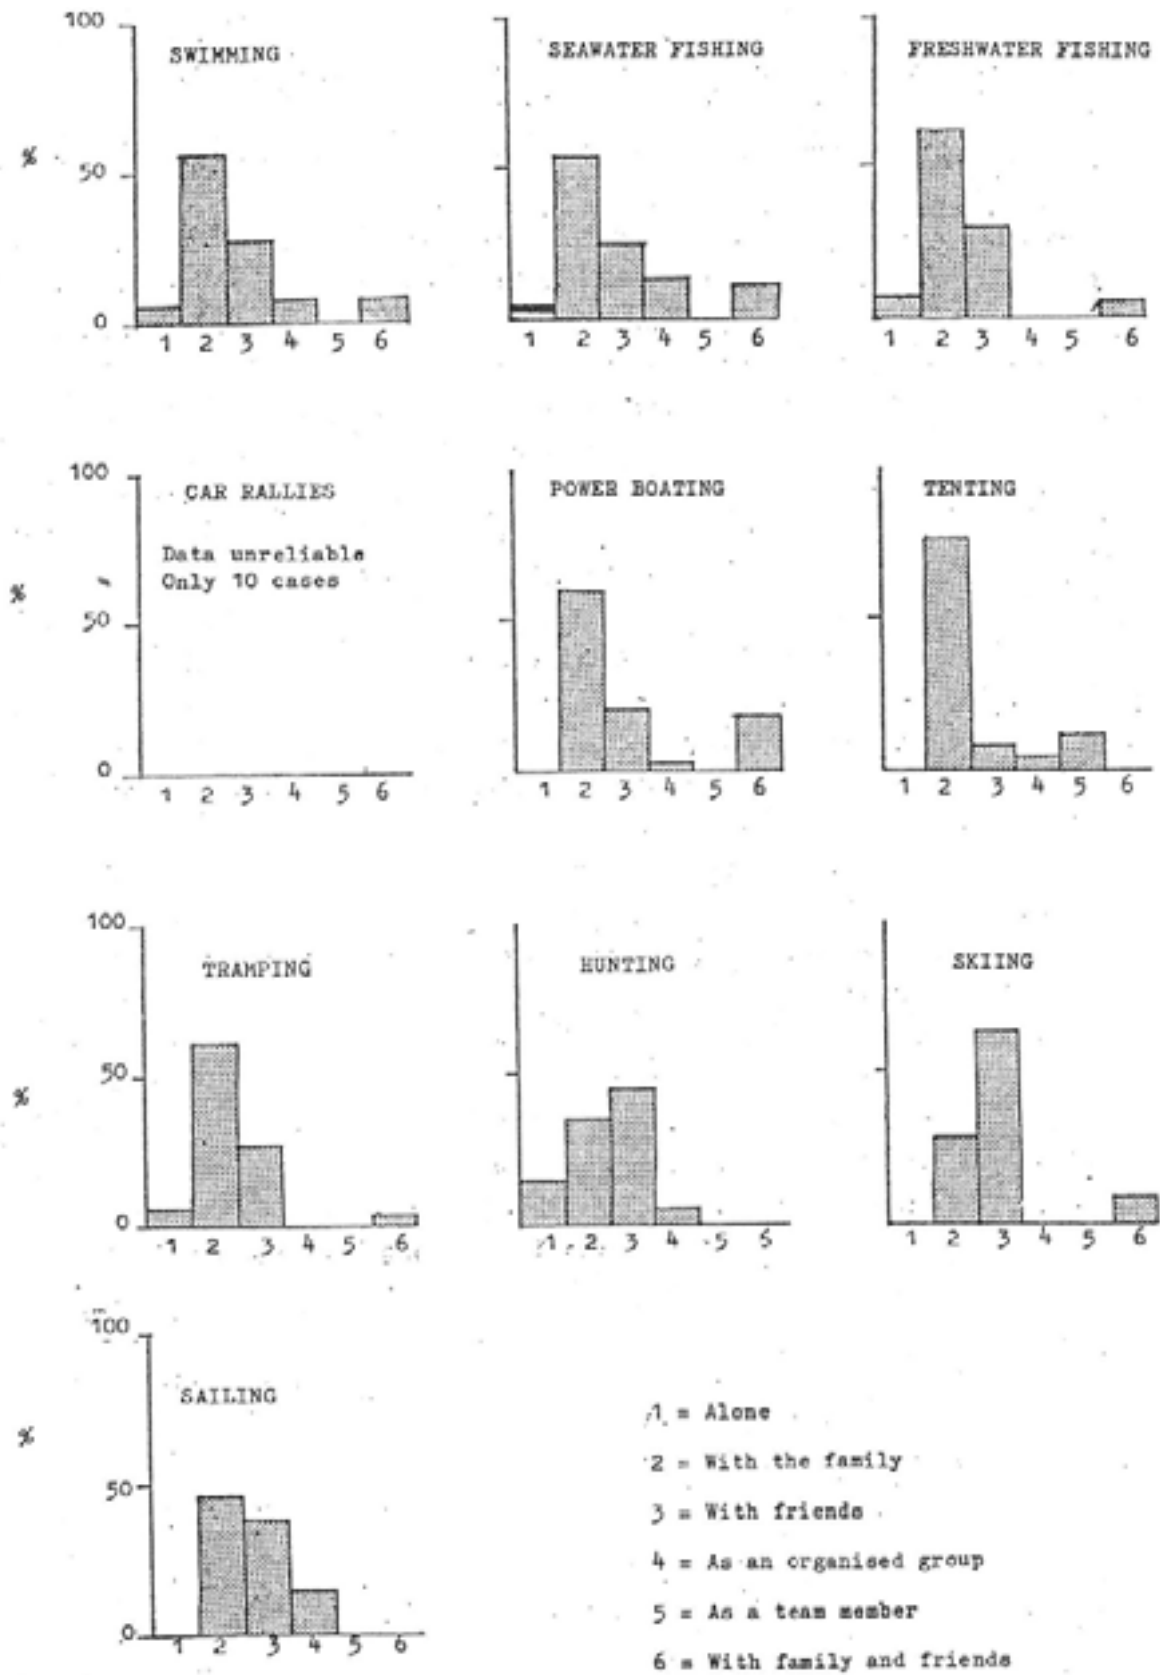 100
SWIMMING
SEAWATER FISHING
FRESHWATER FISHING
%
50
0
1 2 3 4 5 6
1 2 3 4 5 6
1 2 3 4 5 6
100
CAR RALLIES
POWER BOATING
TENTING
Data unreliable
Only 10 cases
%
50
0
1 2 3 4 5 6
1 2 3 4 5 6
1 2 3 4 5 6
100
TRAMPING
HUNTING
SKIING
%
50
0
1 2 3 4 5 6
1 2 3 4 5 6
1 2 3 4 5 6
100
SAILING
%
50
0
1 2 3 4 5 6
1 = Alone
2 = With the family
3 = With friends
4 = As an organised group
5 = As a team member
6 = With family and friends